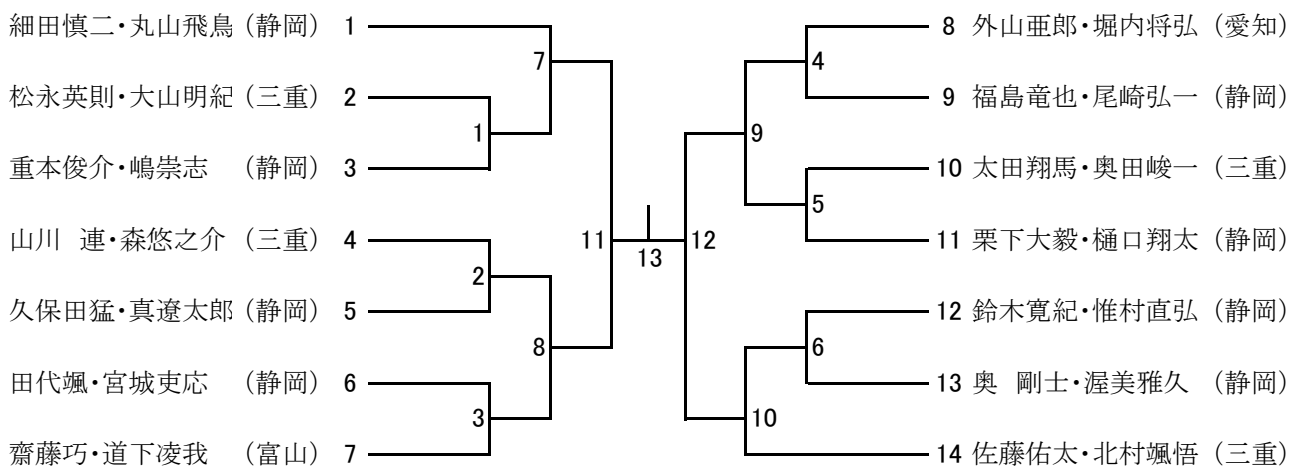 細田慎二・丸山飛鳥 (静岡) 1
松永英則・大山明紀 (三重) 2
重本俊介・嶋崇志 (静岡) 3
山川 連・森悠之介 (三重) 4
久保田猛・真遼太郎 (静岡) 5
田代颯・宮城吏応 (静岡) 6
齋藤巧・道下凌我 (富山) 7
7
1
2
8
3
11
13
12
8 外山亜郎・堀内将弘 (愛知)
9 福島竜也・尾崎弘一 (静岡)
10 太田翔馬・奥田峻一 (三重)
11 栗下大毅・樋口翔太 (静岡)
12 鈴木寛紀・惟村直弘 (静岡)
13 奥 剛士・渥美雅久 (静岡)
14 佐藤佑太・北村颯悟 (三重)
4
9
5
6
10